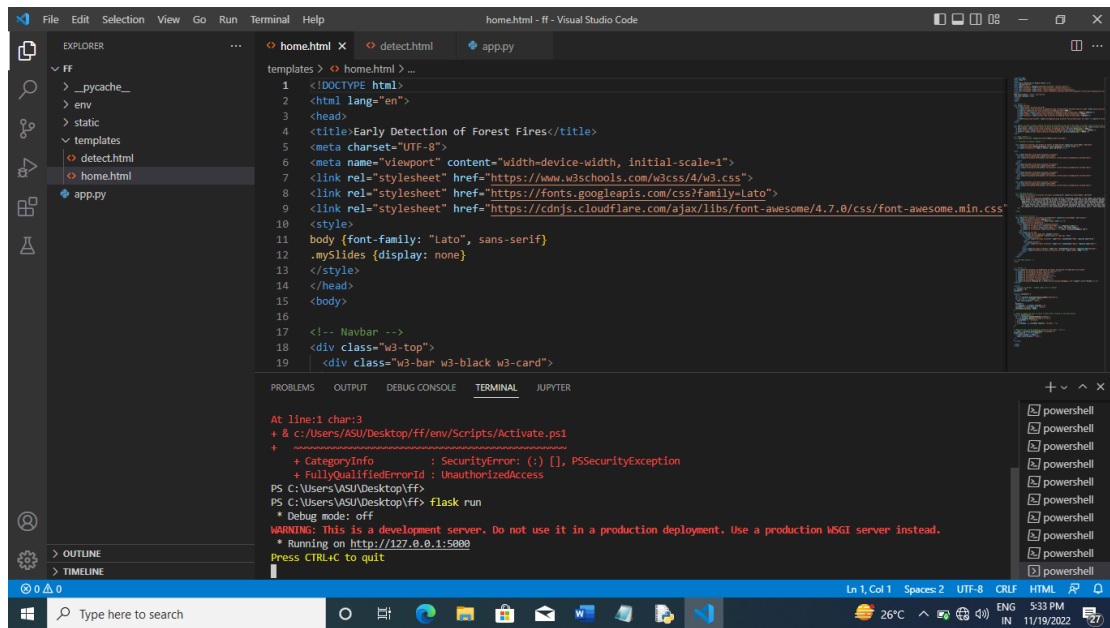 File Edit Selection View Go Run Terminal Help
home.html - ff - Visual Studio Code
EXPLORER
FF
__pycache__
env
static
templates
detect.html
home.html
app.py
OUTLINE
TIMELINE
home.html
detect.html
app.py
templates > home.html > ...
1 <!DOCTYPE html>
2 <html lang="en">
3 <head>
4 <title>Early Detection of Forest Fires</title>
5 <meta charset="UTF-8">
6 <meta name="viewport" content="width=device-width, initial-scale=1">
7 <link rel="stylesheet" href="https://www.w3schools.com/w3css/4/w3.css">
8 <link rel="stylesheet" href="https://fonts.googleapis.com/css?family=Lato">
9 <link rel="stylesheet" href="https://cdnjs.cloudflare.com/ajax/libs/font-awesome/4.7.0/css/font-awesome.min.css"
10 <style>
11 body {font-family: "Lato", sans-serif}
12 .mySlides {display: none}
13 </style>
14 </head>
15 <body>
16
17 <!-- Navbar -->
18 <div class="w3-top">
19 <div class="w3-bar w3-black w3-card">
PROBLEMS OUTPUT DEBUG CONSOLE TERMINAL JUPYTER
At line:1 char:3
+ & c:/Users/ASU/Desktop/ff/env/Scripts/Activate.ps1
+ ~~~~~~~~~~~~~~~~~~~~~~~~~~~~~~~~~~~~~~~~~~~~~~~~
+ CategoryInfo : SecurityError: (:) [], PSSecurityException
+ FullyQualifiedErrorId : UnauthorizedAccess
PS C:\Users\ASU\Desktop\ff>
PS C:\Users\ASU\Desktop\ff> flask run
* Debug mode: off
WARNING: This is a development server. Do not use it in a production deployment. Use a production WSGI server instead.
* Running on http://127.0.0.1:5000
Press CTRL+C to quit
powershell
powershell
powershell
powershell
powershell
powershell
powershell
powershell
powershell
powershell
0 0
Ln 1, Col 1 Spaces: 2 UTF-8 CRLF HTML
Type here to search
26°C
ENG
IN
5:33 PM
11/19/2022
27